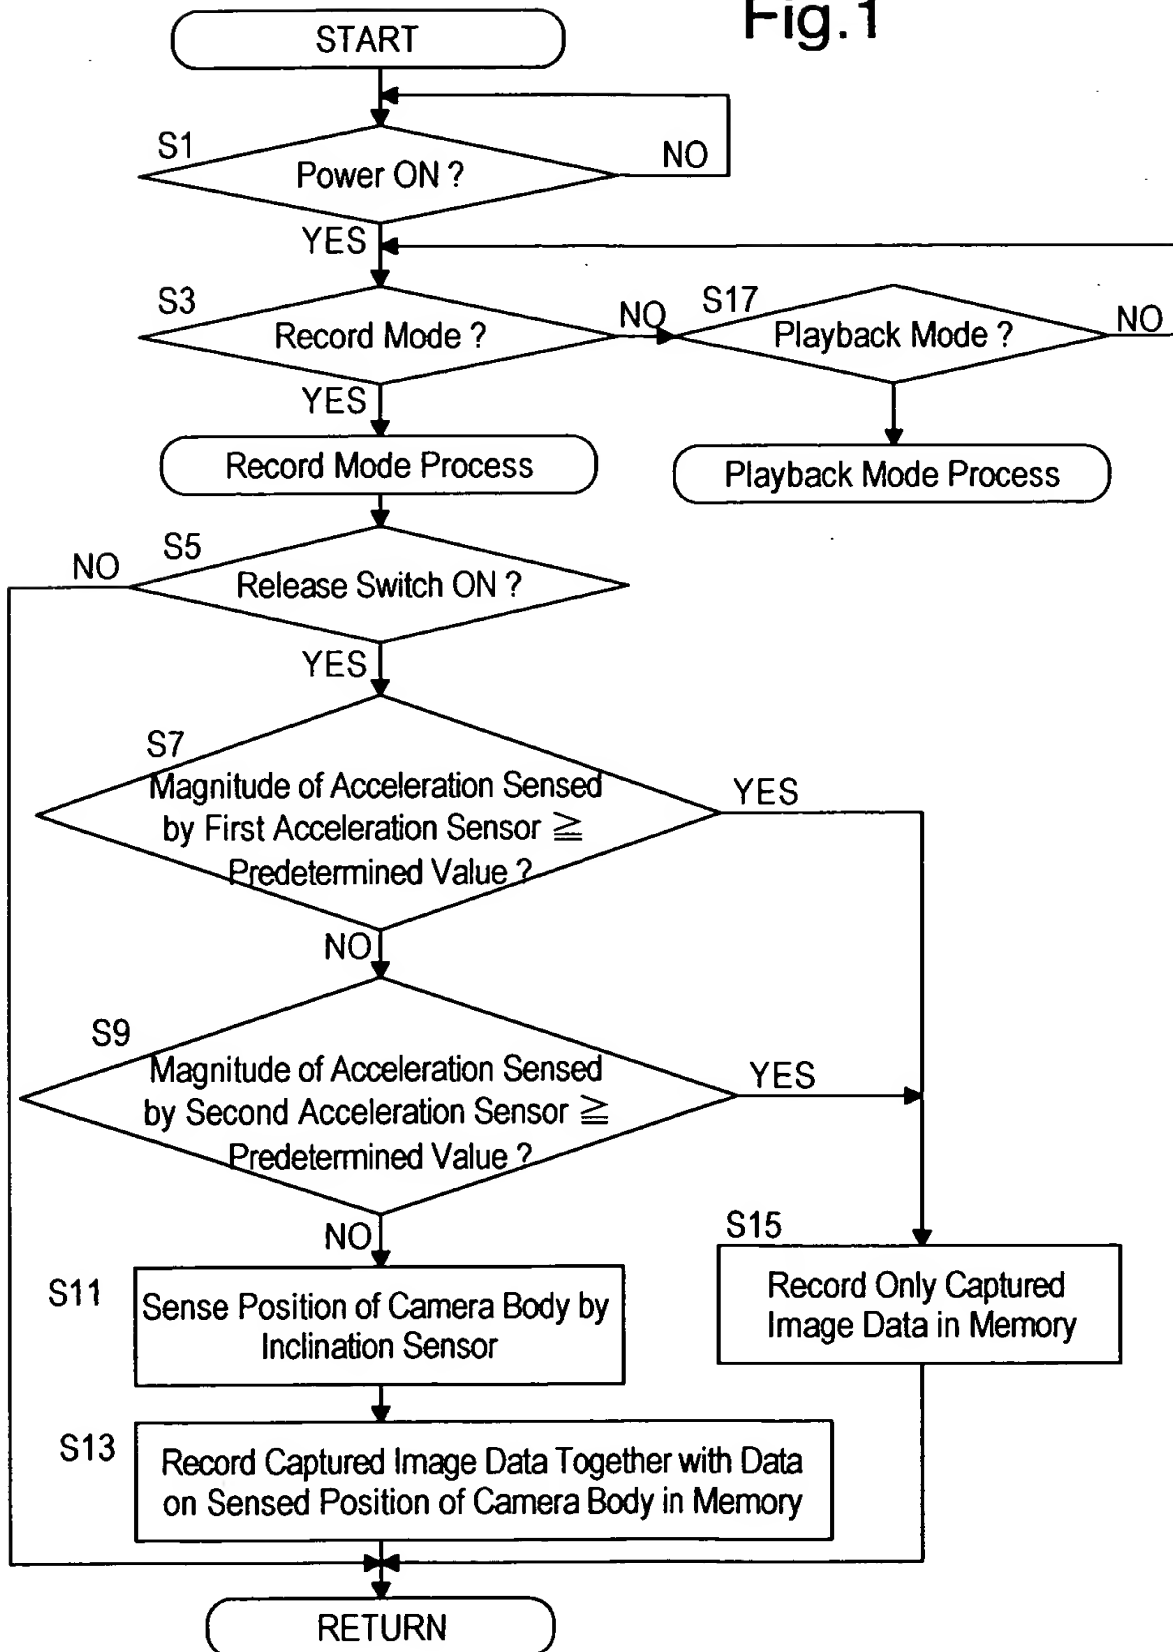 Fig.1
START
S1
Power ON ?
NO
YES
S3
Record Mode ?
NO
S17
Playback Mode ?
NO
YES
Record Mode Process
Playback Mode Process
S5
NO
Release Switch ON ?
YES
S7
Magnitude of Acceleration Sensed
by First Acceleration Sensor ≧
Predetermined Value ?
YES
NO
S9
Magnitude of Acceleration Sensed
by Second Acceleration Sensor ≧
Predetermined Value ?
YES
NO
S11
Sense Position of Camera Body by
Inclination Sensor
S15
Record Only Captured
Image Data in Memory
S13
Record Captured Image Data Together with Data
on Sensed Position of Camera Body in Memory
RETURN